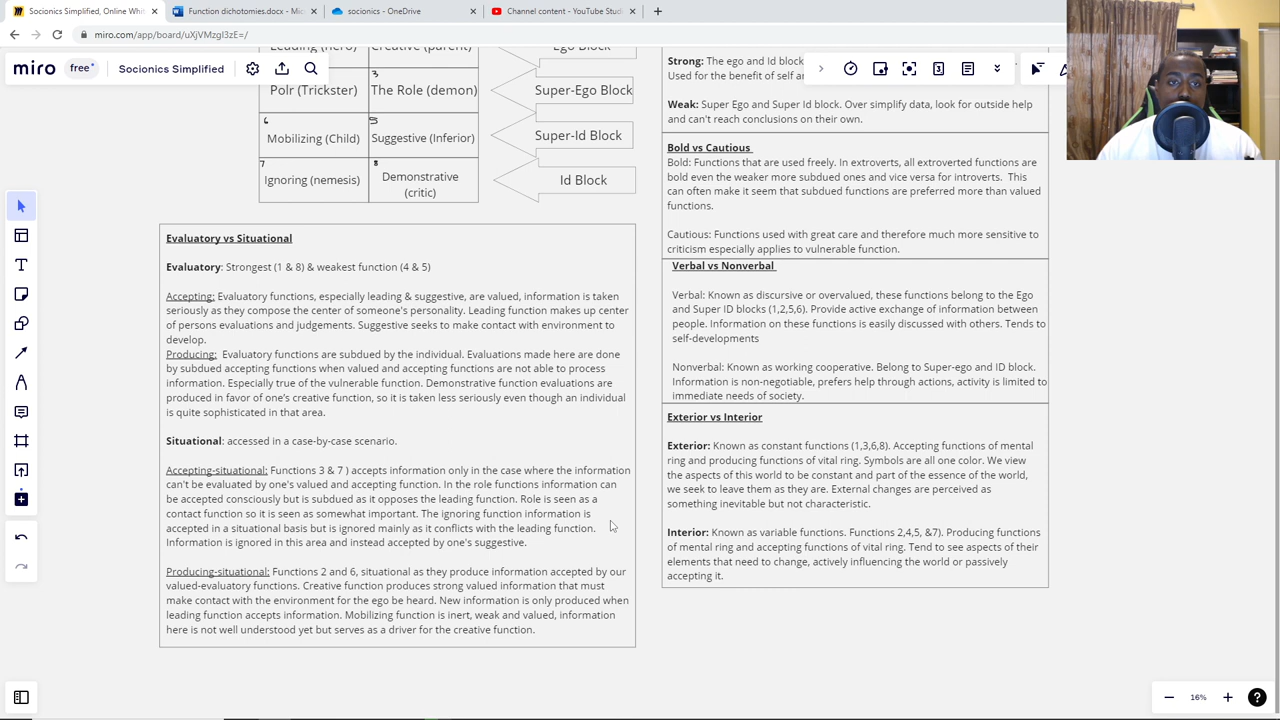 Socionics Simplified, Online Whit
Function dichotomies.docx - Mic
socionics - OneDrive
Channel content - YouTube Stud
miro.com/app/board/uXjVMzgI3zE=/
miro
free
Socionics Simplified
Leading (hero)
Creative (parent)
Ego Block
3
Polr (Trickster)
The Role (demon)
Super-Ego Block
6
5
Mobilizing (Child)
Suggestive (Inferior)
Super-Id Block
7
8
Ignoring (nemesis)
Demonstrative
(critic)
Id Block
Evaluatory vs Situational
Evaluatory: Strongest (1 & 8) & weakest function (4 & 5)
Accepting: Evaluatory functions, especially leading & suggestive, are valued, information is taken
seriously as they compose the center of someone's personality. Leading function makes up center
of persons evaluations and judgements. Suggestive seeks to make contact with environment to
develop.
Producing: Evaluatory functions are subdued by the individual. Evaluations made here are done
by subdued accepting functions when valued and accepting functions are not able to process
information. Especially true of the vulnerable function. Demonstrative function evaluations are
produced in favor of one's creative function, so it is taken less seriously even though an individual
is quite sophisticated in that area.
Situational: accessed in a case-by-case scenario.
Accepting-situational: Functions 3 & 7 ) accepts information only in the case where the information
can't be evaluated by one's valued and accepting function. In the role functions information can
be accepted consciously but is subdued as it opposes the leading function. Role is seen as a
contact function so it is seen as somewhat important. The ignoring function information is
accepted in a situational basis but is ignored mainly as it conflicts with the leading function.
Information is ignored in this area and instead accepted by one's suggestive.
Producing-situational: Functions 2 and 6, situational as they produce information accepted by our
valued-evaluatory functions. Creative function produces strong valued information that must
make contact with the environment for the ego be heard. New information is only produced when
leading function accepts information. Mobilizing function is inert, weak and valued, information
here is not well understood yet but serves as a driver for the creative function.
Strong: The ego and Id block
Used for the benefit of self a
Weak: Super Ego and Super Id block. Over simplify data, look for outside help
and can't reach conclusions on their own.
Bold vs Cautious
Bold: Functions that are used freely. In extroverts, all extroverted functions are
bold even the weaker more subdued ones and vice versa for introverts. This
can often make it seem that subdued functions are preferred more than valued
functions.
Cautious: Functions used with great care and therefore much more sensitive to
criticism especially applies to vulnerable function.
Verbal vs Nonverbal
Verbal: Known as discursive or overvalued, these functions belong to the Ego
and Super ID blocks (1,2,5,6). Provide active exchange of information between
people. Information on these functions is easily discussed with others. Tends to
self-developments
Nonverbal: Known as working cooperative. Belong to Super-ego and ID block.
Information is non-negotiable, prefers help through actions, activity is limited to
immediate needs of society.
Exterior vs Interior
Exterior: Known as constant functions (1,3,6,8). Accepting functions of mental
ring and producing functions of vital ring. Symbols are all one color. We view
the aspects of this world to be constant and part of the essence of the world,
we seek to leave them as they are. External changes are perceived as
something inevitable but not characteristic.
Interior: Known as variable functions. Functions 2,4,5, &7). Producing functions
of mental ring and accepting functions of vital ring. Tend to see aspects of their
elements that need to change, actively influencing the world or passively
accepting it.
16%